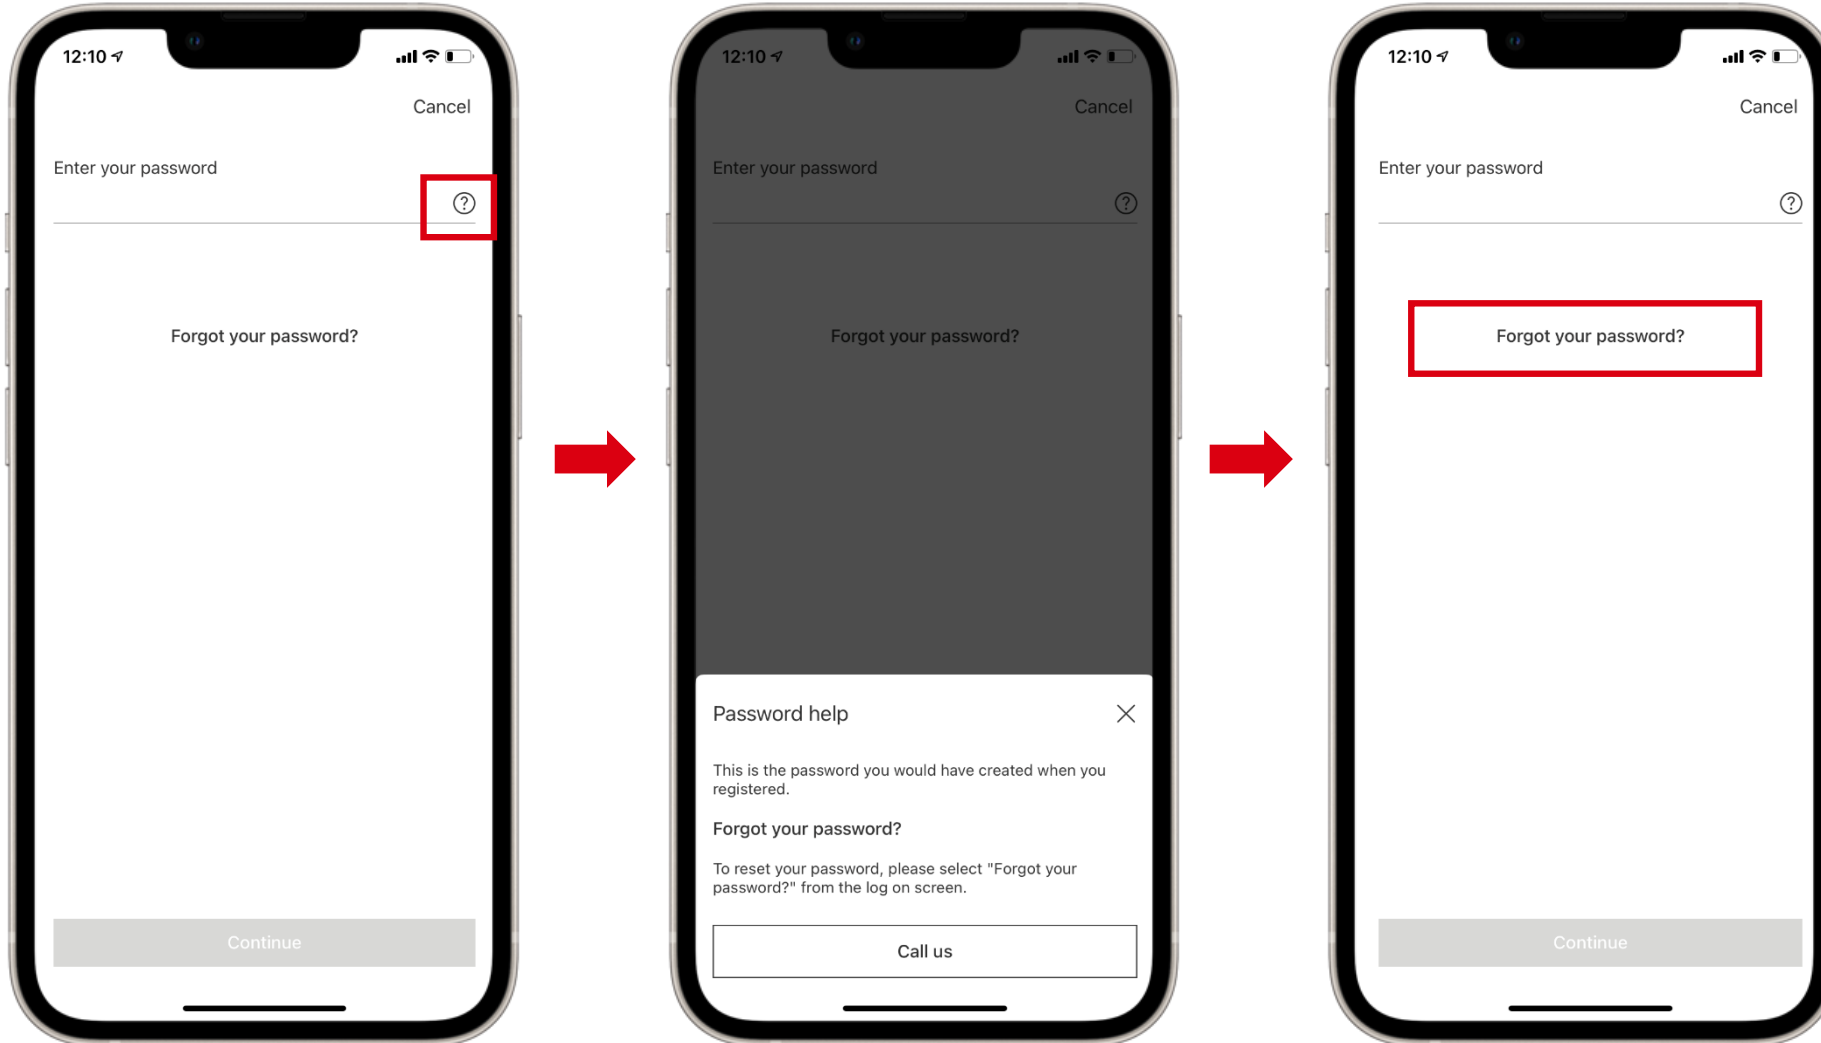 12:10
Cancel
Enter your password
?
Forgot your password?
Continue
12:10
Cancel
Enter your password
?
Forgot your password?
Password help
This is the password you would have created when you
registered.
Forgot your password?
To reset your password, please select "Forgot your
password?" from the log on screen.
Call us
12:10
Cancel
Enter your password
?
Forgot your password?
Continue